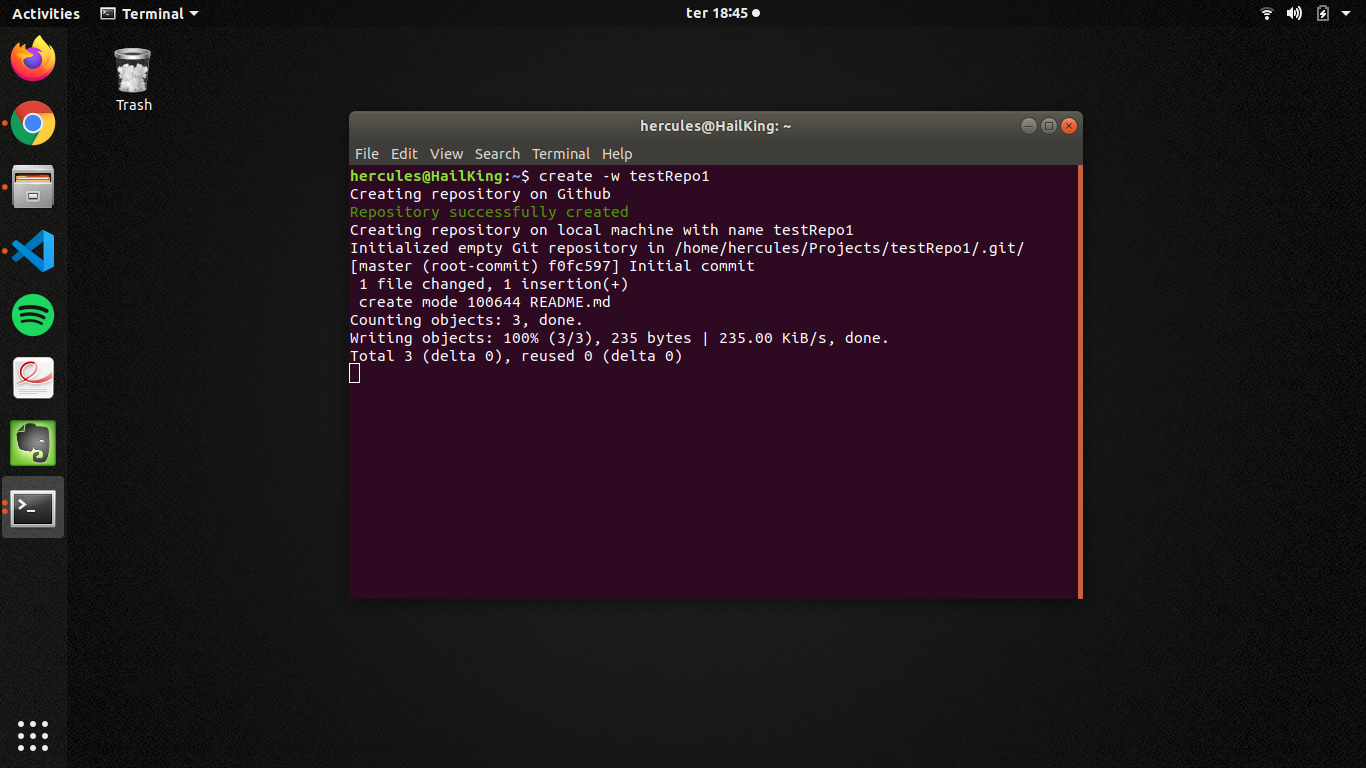 Activities Terminal ter 18:45
Trash
hercules@HailKing: ~
File Edit View Search Terminal Help
hercules@HailKing:~$ create -w testRepo1
Creating repository on Github
Repository successfully created
Creating repository on local machine with name testRepo1
Initialized empty Git repository in /home/hercules/Projects/testRepo1/.git/
[master (root-commit) f0fc597] Initial commit
 1 file changed, 1 insertion(+)
 create mode 100644 README.md
Counting objects: 3, done.
Writing objects: 100% (3/3), 235 bytes | 235.00 KiB/s, done.
Total 3 (delta 0), reused 0 (delta 0)